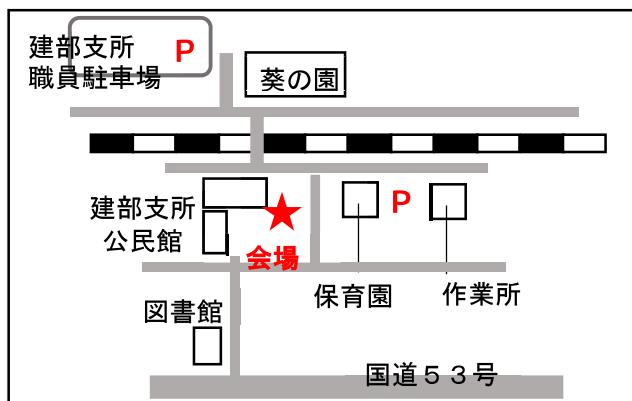 建部支所
職員駐車場
P
葵の園
建部支所
公民館
会場
P
保育園
作業所
図書館
国道５３号